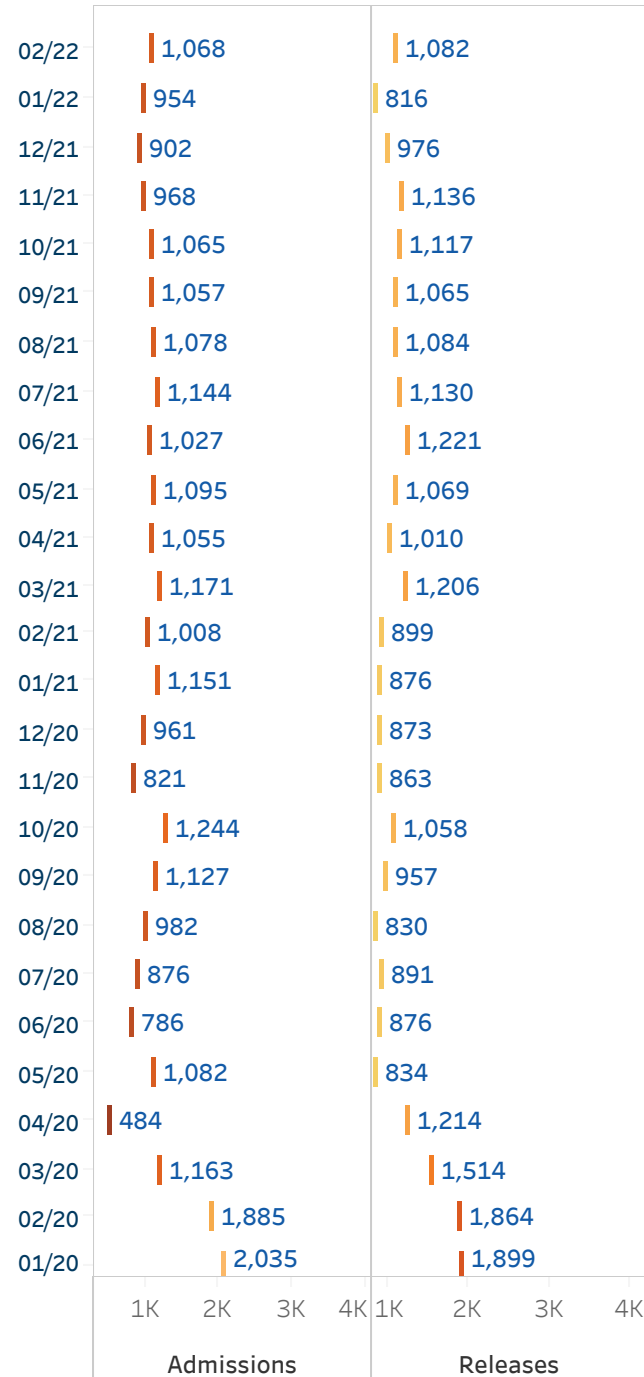 02/22 1,068 1,082
01/22 954 816
12/21 902 976
11/21 968 1,136
10/21 1,065 1,117
09/21 1,057 1,065
08/21 1,078 1,084
07/21 1,144 1,130
06/21 1,027 1,221
05/21 1,095 1,069
04/21 1,055 1,010
03/21 1,171 1,206
02/21 1,008 899
01/21 1,151 876
12/20 961 873
11/20 821 863
10/20 1,244 1,058
09/20 1,127 957
08/20 982 830
07/20 876 891
06/20 786 876
05/20 1,082 834
04/20 484 1,214
03/20 1,163 1,514
02/20 1,885 1,864
01/20 2,035 1,899
1K 2K 3K 4K 1K 2K 3K 4K
Admissions Releases